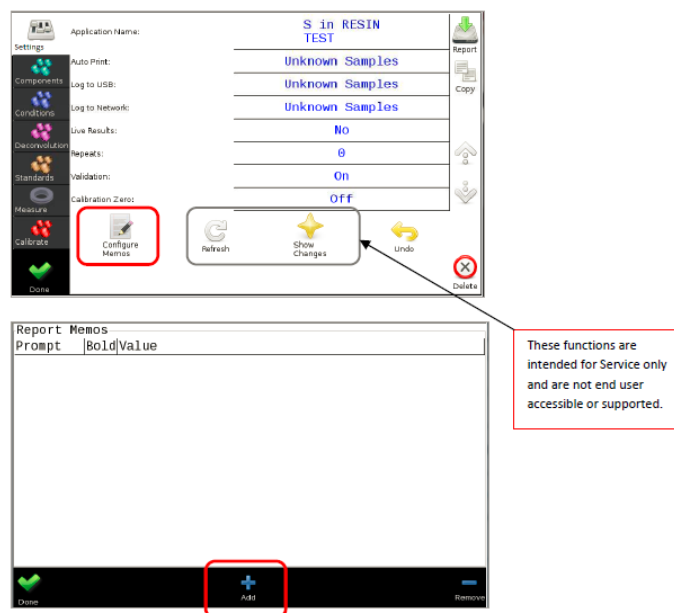 Settings
Components
Conditions
Deconvolution
Standards
Measure
Calibrate
Done
Application Name:
S in RESIN
TEST
Auto Print:
Unknown Samples
Log to USB:
Unknown Samples
Log to Network:
Unknown Samples
Live Results:
No
Repeats:
0
Validation:
On
Calibration Zero:
Off
Configure
Memos
Refresh
Show
Changes
Undo
Report
Copy
Delete
These functions are
intended for Service only
and are not end user
accessible or supported.
Report Memos
Prompt Bold Value
Done
Add
Remove